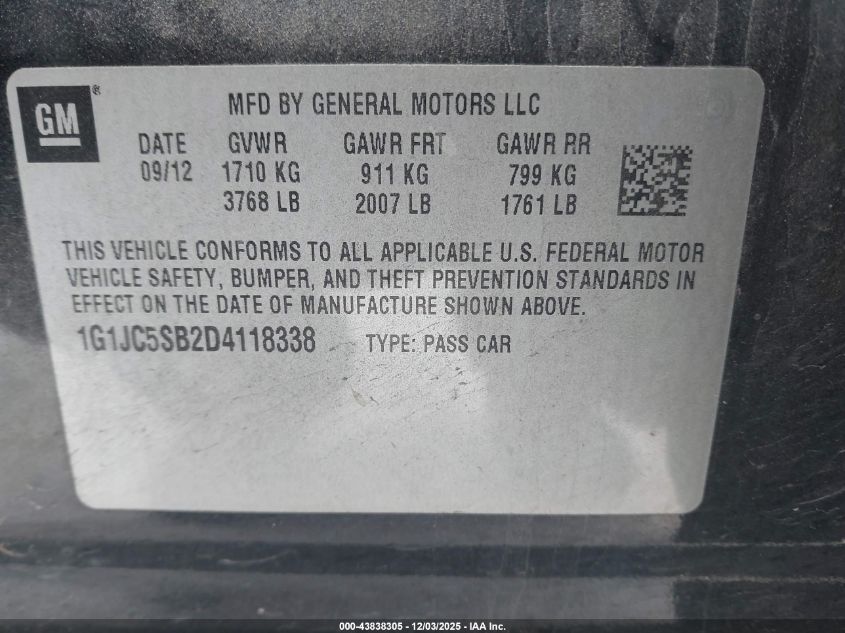 GM®
MFD BY GENERAL MOTORS LLC
DATE GVWR GAWR FRT GAWR RR
09/12 1710 KG 911 KG 799 KG
3768 LB 2007 LB 1761 LB
THIS VEHICLE CONFORMS TO ALL APPLICABLE U.S. FEDERAL MOTOR
VEHICLE SAFETY, BUMPER, AND THEFT PREVENTION STANDARDS IN
EFFECT ON THE DATE OF MANUFACTURE SHOWN ABOVE.
1G1JC5SB2D4118338 TYPE: PASS CAR
000-43838305 - 12/03/2025 - IAA Inc.